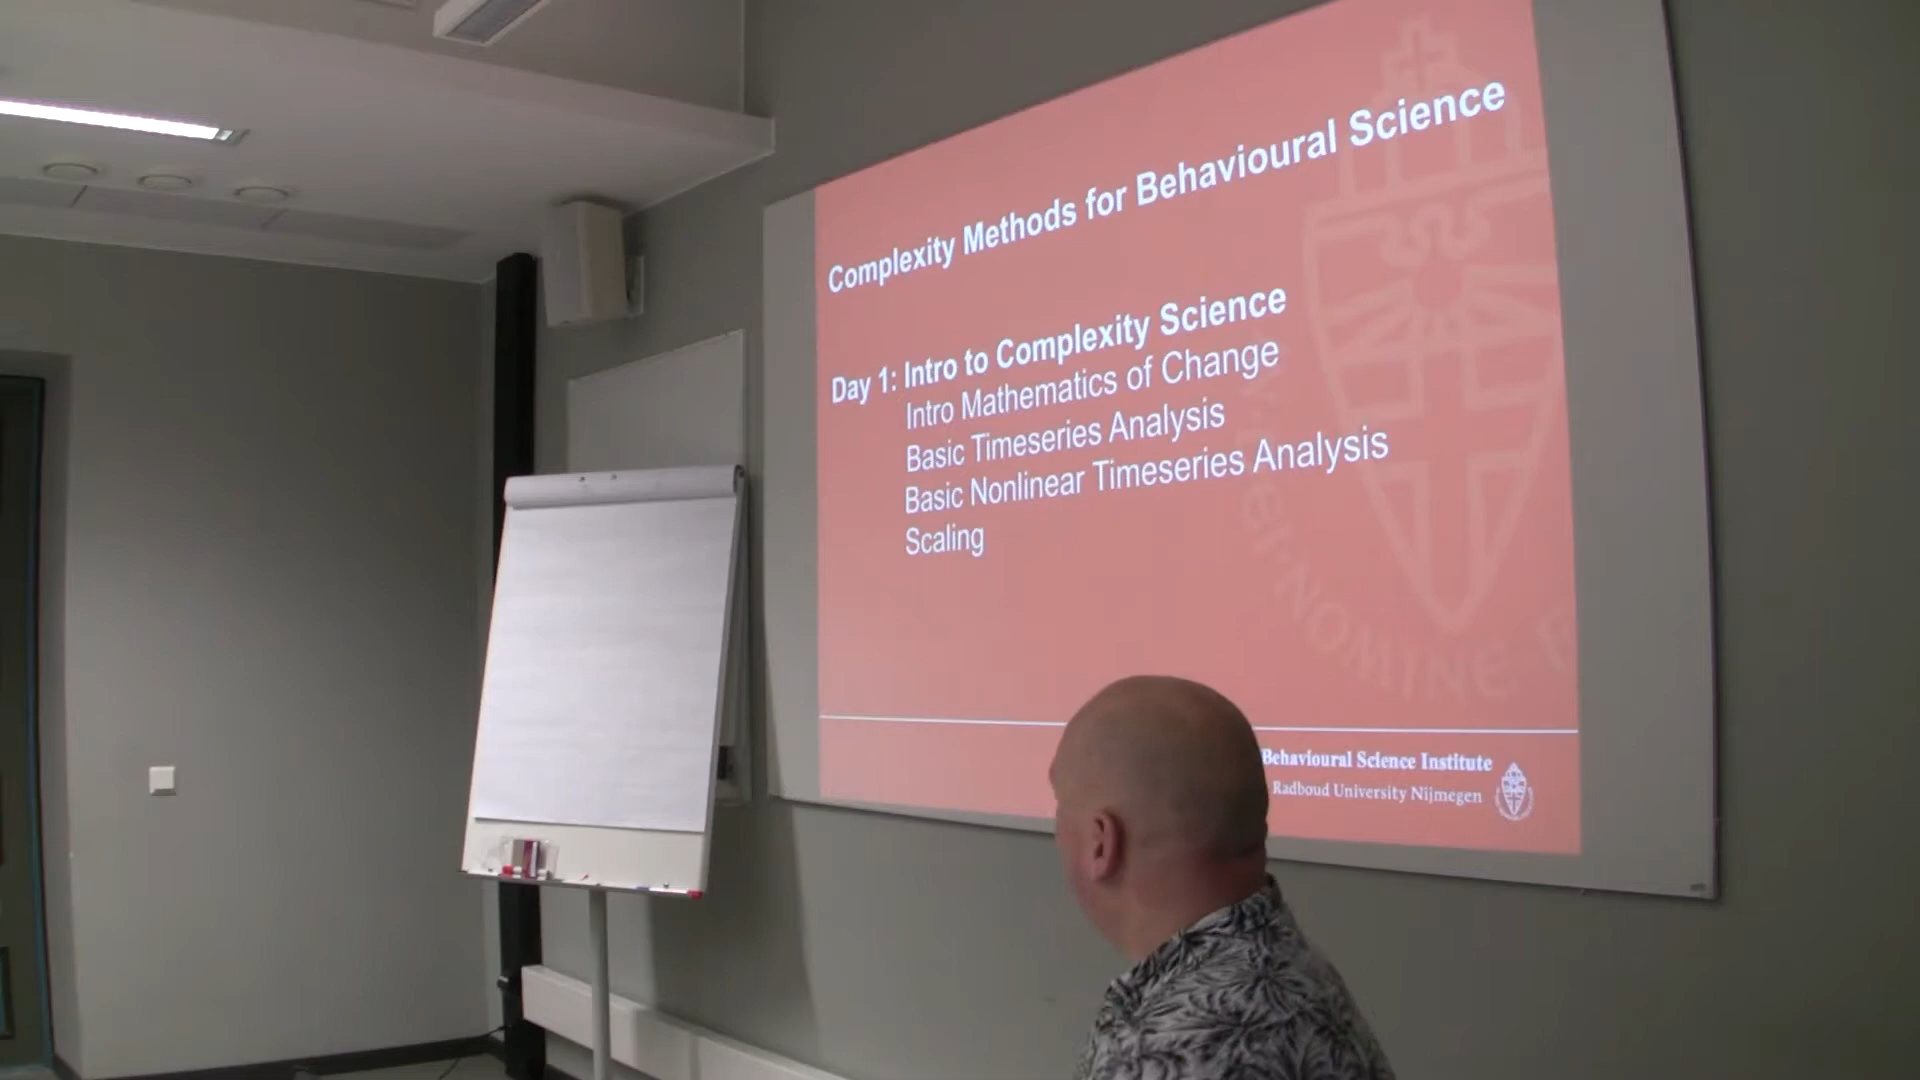 Complexity Methods for Behavioural Science
Day 1: Intro to Complexity Science
Intro Mathematics of Change
Basic Timeseries Analysis
Basic Nonlinear Timeseries Analysis
Scaling
NOMINE
Behavioural Science Institute
Radboud University Nijmegen